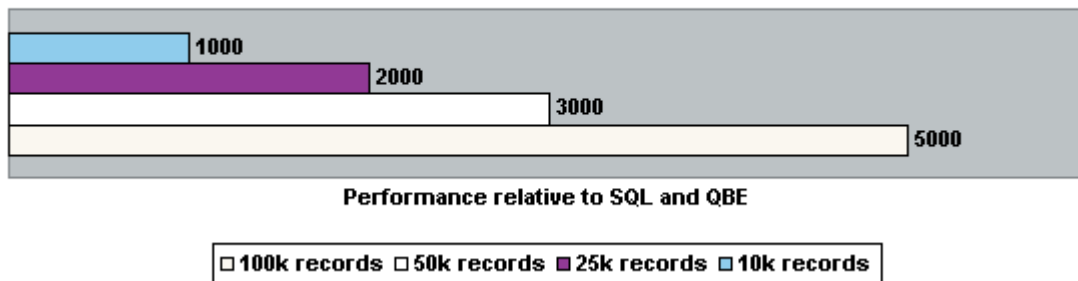 1000
2000
3000
5000
Performance relative to SQL and QBE
100k records 50k records 25k records 10k records